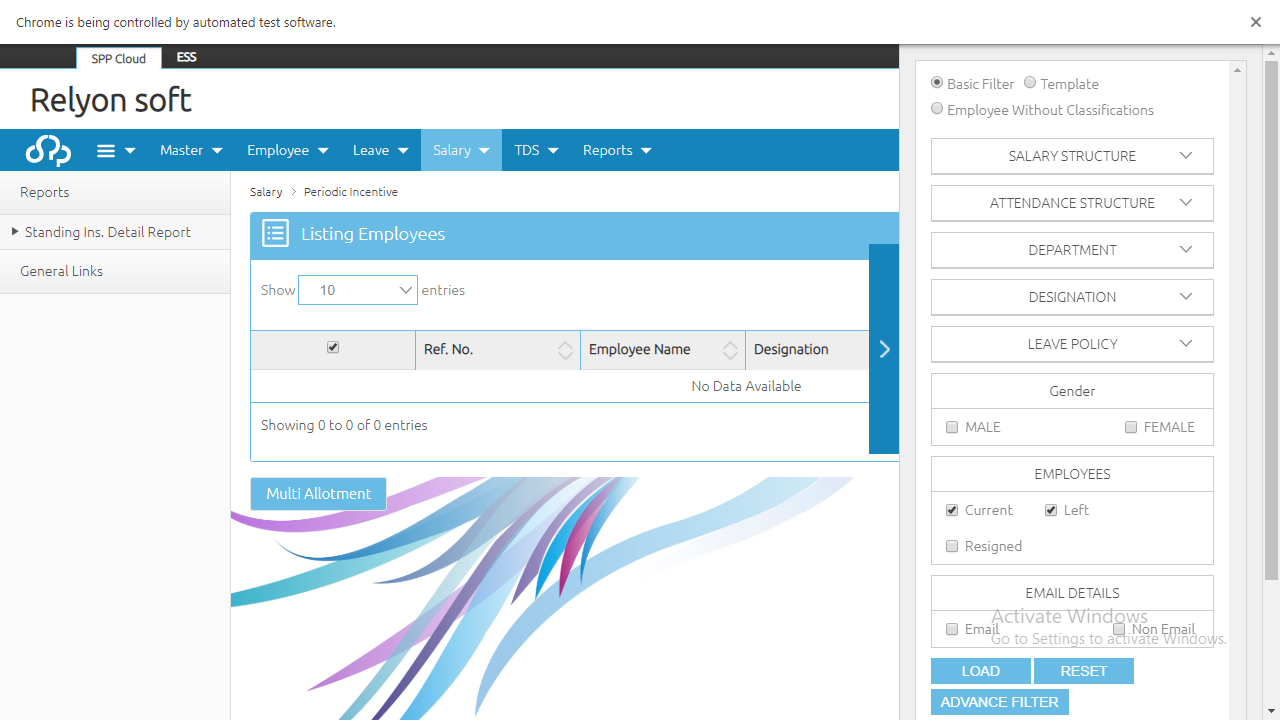 Chrome is being controlled by automated test software.
SPP Cloud ESS
Relyon soft
Master Employee Leave Salary TDS Reports
Reports
Standing Ins. Detail Report
General Links
Salary > Periodic Incentive
Listing Employees
Show 10 entries
Ref. No. Employee Name Designation
No Data Available
Showing 0 to 0 of 0 entries
Multi Allotment
Basic Filter Template
Employee Without Classifications
SALARY STRUCTURE
ATTENDANCE STRUCTURE
DEPARTMENT
DESIGNATION
LEAVE POLICY
Gender
MALE FEMALE
EMPLOYEES
Current Left
Resigned
EMAIL DETAILS
Email Non Email
Activate Windows
Go to Settings to activate Windows.
LOAD RESET
ADVANCE FILTER